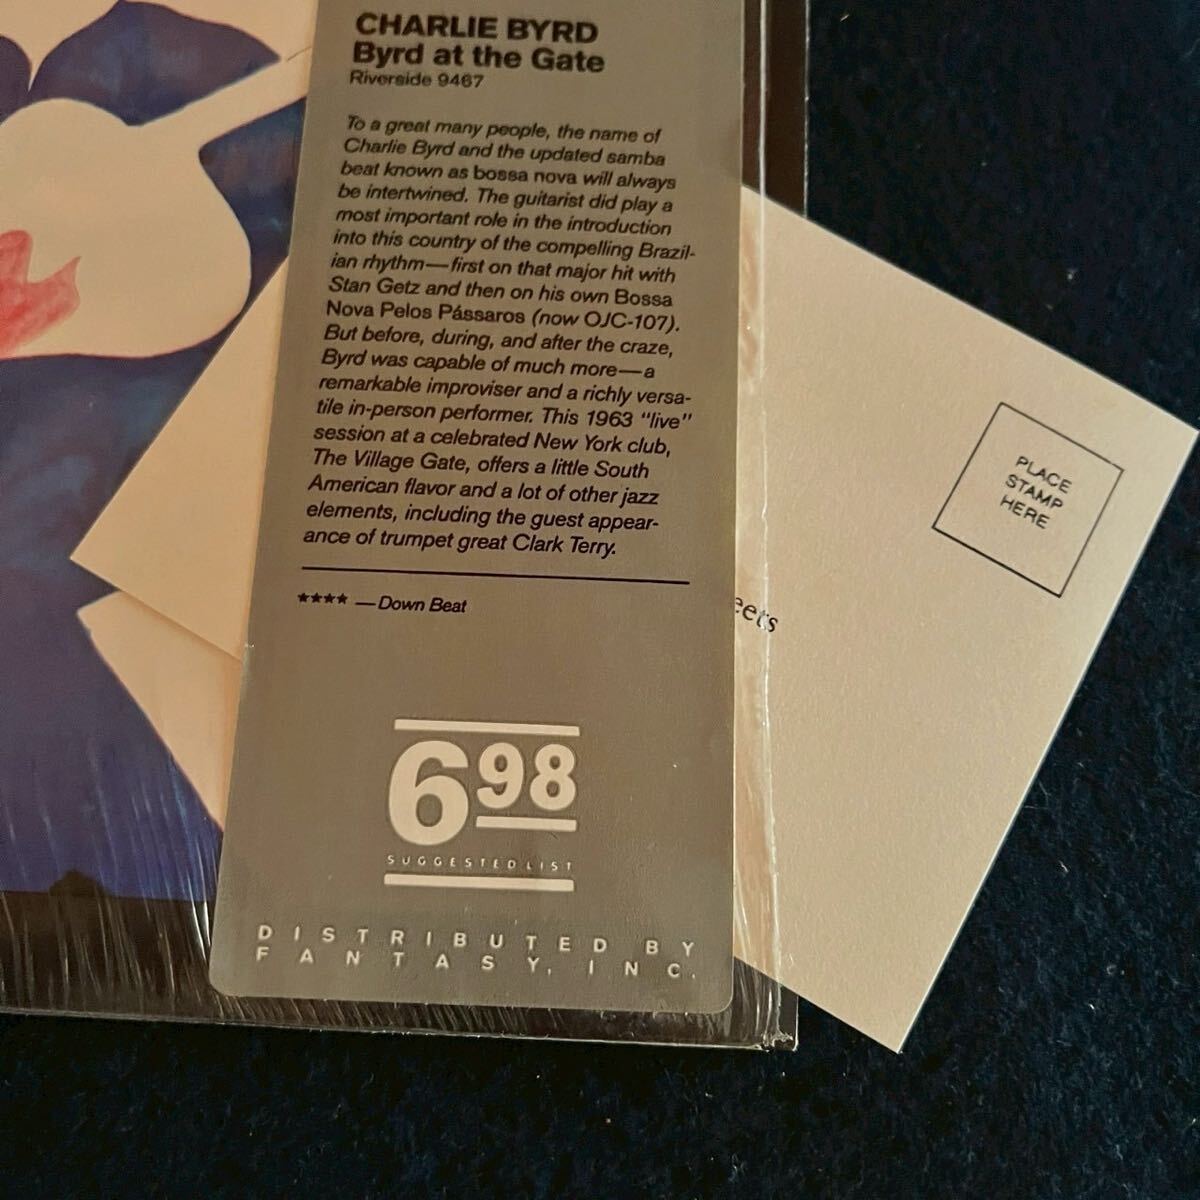 CHARLIE BYRD
Byrd at the Gate
Riverside 9467
To a great many people, the name of
Charlie Byrd and the updated samba
beat known as bossa nova will always
be intertwined. The guitarist did play a
most important role in the introduction
into this country of the compelling Brazil-
ian rhythm—first on that major hit with
Stan Getz and then on his own Bossa
Nova Pelos Pássaros (now OJC-107).
But before, during, and after the craze,
Byrd was capable of much more—a
remarkable improviser and a richly versa-
tile in-person performer. This 1963 "live"
session at a celebrated New York club,
The Village Gate, offers a little South
American flavor and a lot of other jazz
elements, including the guest appear-
ance of trumpet great Clark Terry.
★★★★ —Down Beat
6 98
SUGGESTED LIST
DISTRIBUTED BY
FANTASY, INC.
PLACE
STAMP
HERE